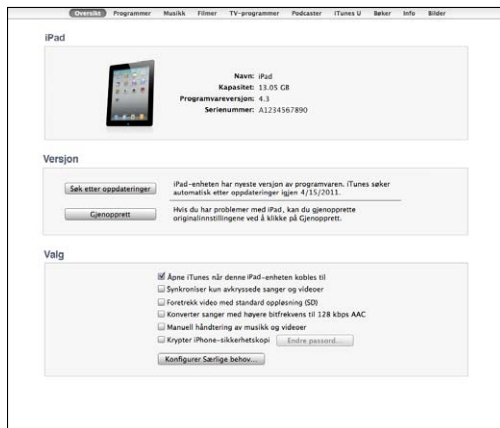 Oversikt Programmer Musikk Filmer TV-programmer Podcaster iTunes U Bøker Info Bilder
iPad
Navn: iPad
Kapasitet: 13.05 GB
Programvareversjon: 4.3
Serienummer: A1234567890
Versjon
Søk etter oppdateringer
iPad-enheten har nyeste versjon av programvaren. iTunes søker
automatisk etter oppdateringer igjen 4/15/2011.
Gjenopprett
Hvis du har problemer med iPad, kan du gjenopprette
originalinnstillingene ved å klikke på Gjenopprett.
Valg
Åpne iTunes når denne iPad-enheten kobles til
Synkroniser kun avkryssede sanger og videoer
Foretrekk video med standard oppløsning (SD)
Konverter sanger med høyere bitfrekvens til 128 kbps AAC
Manuell håndtering av musikk og videoer
Krypter iPhone-sikkerhetskopi Endre passord...
Konfigurer Særlige behov...